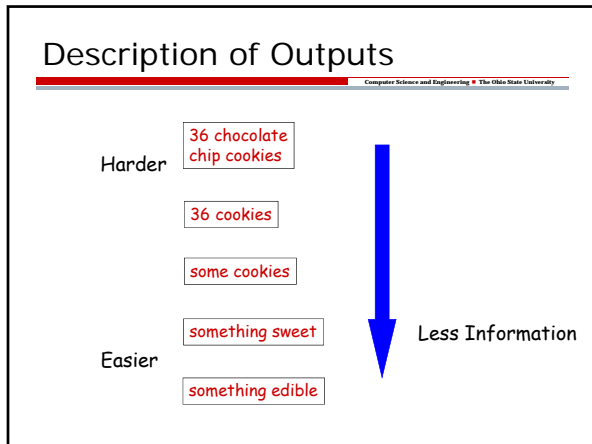 Description of Outputs
Computer Science and Engineering ■ The Ohio State University
36 chocolate
chip cookies
Harder
36 cookies
some cookies
something sweet
Less Information
Easier
something edible